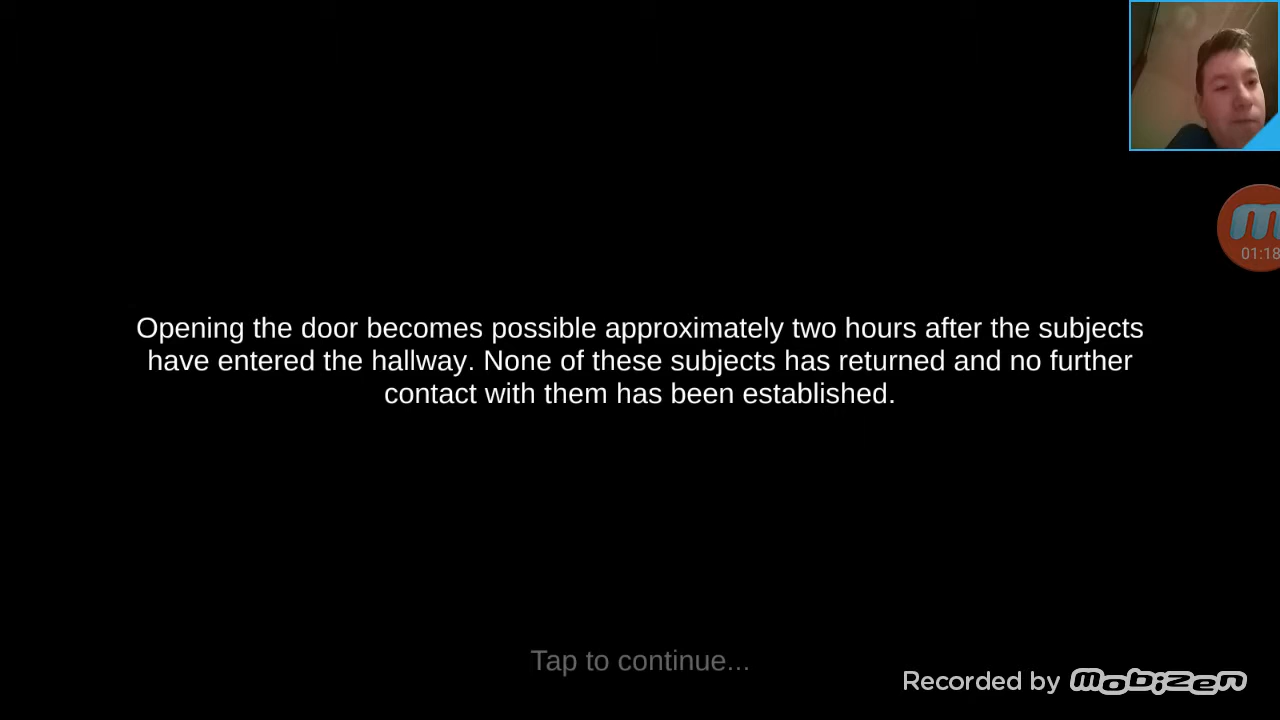 01:18
Opening the door becomes possible approximately two hours after the subjects
have entered the hallway. None of these subjects has returned and no further
contact with them has been established.
Tap to continue...
Recorded by mobizen